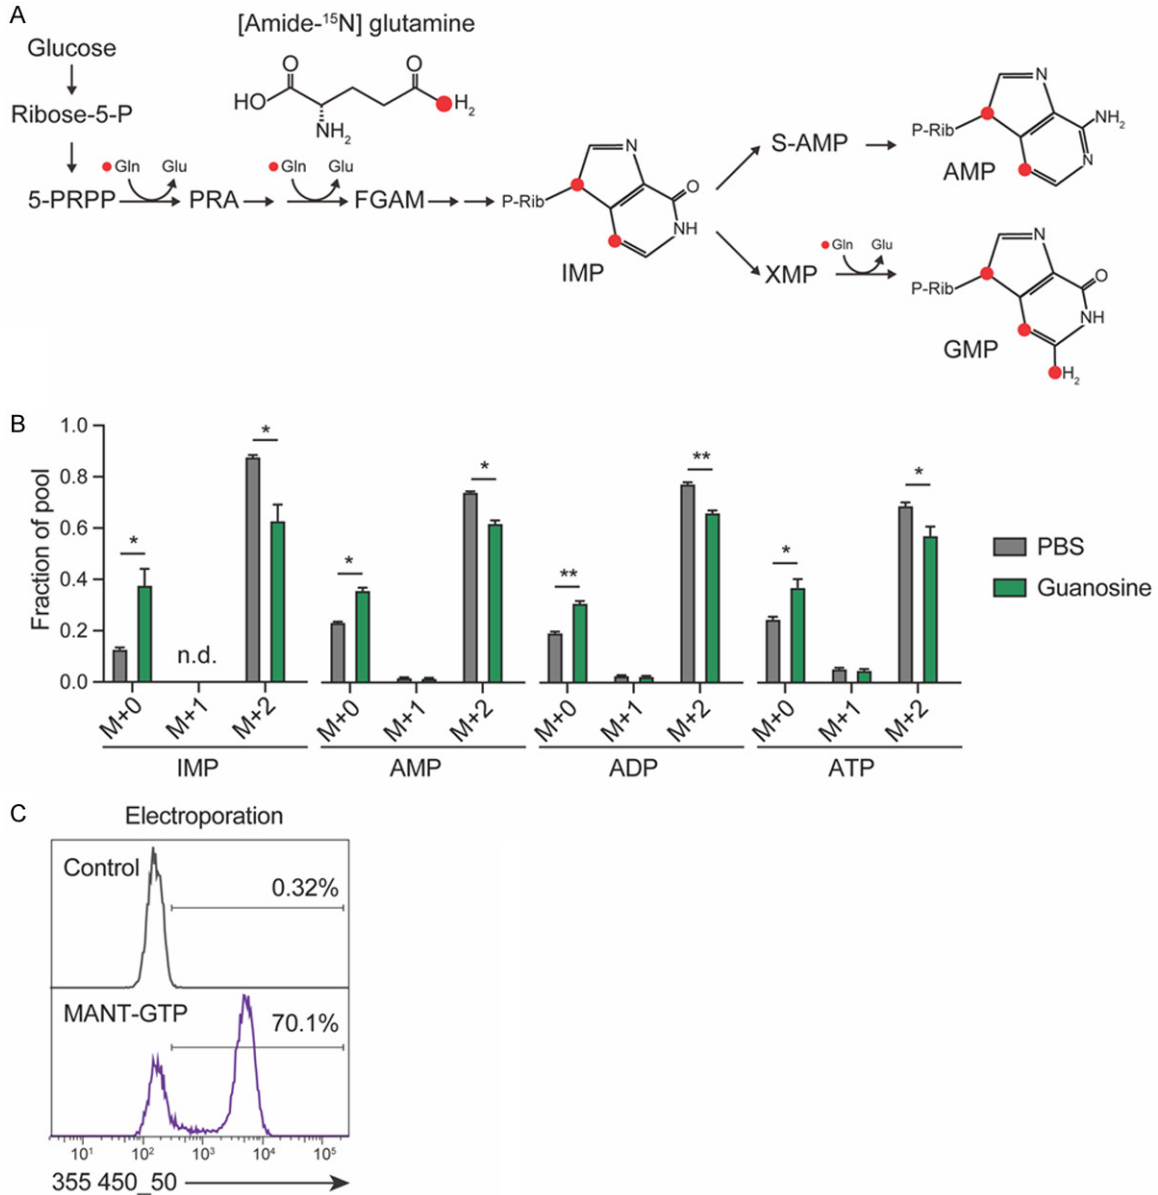 A
[Amide-¹⁵N] glutamine
Glucose
Ribose-5-P
O
O
HO
H₂
NH₂
Gln Glu
Gln Glu
5-PRPP
PRA
FGAM
P-Rib
N
O
NH
IMP
S-AMP
P-Rib
N
NH₂
N
AMP
XMP
Gln Glu
P-Rib
N
O
NH
H₂
GMP
B
Fraction of pool
1.0
0.8
0.6
0.4
0.2
0.0
* * * * ** ** * *
n.d.
M+0 M+1 M+2 M+0 M+1 M+2 M+0 M+1 M+2 M+0 M+1 M+2
IMP AMP ADP ATP
PBS
Guanosine
C
Electroporation
Control
0.32%
MANT-GTP
70.1%
10¹ 10² 10³ 10⁴ 10⁵
355 450_50